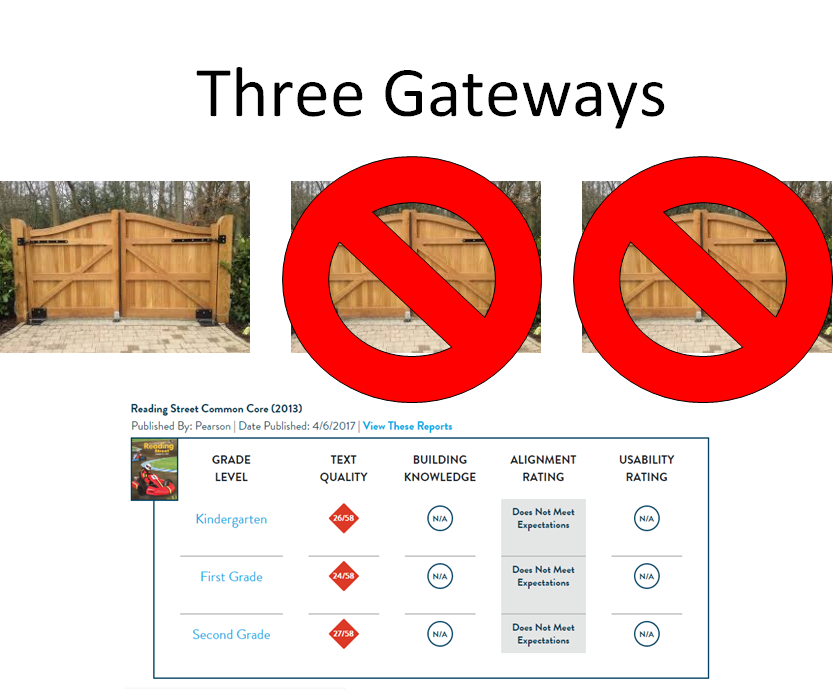 Three Gateways
Reading Street Common Core (2013)
Published By: Pearson | Date Published: 4/6/2017 | View These Reports
Reading
Street
GRADE LEVEL
TEXT QUALITY
BUILDING KNOWLEDGE
ALIGNMENT RATING
USABILITY RATING
Kindergarten
26/58
N/A
Does Not Meet
Expectations
N/A
First Grade
24/58
N/A
Does Not Meet
Expectations
N/A
Second Grade
27/58
N/A
Does Not Meet
Expectations
N/A